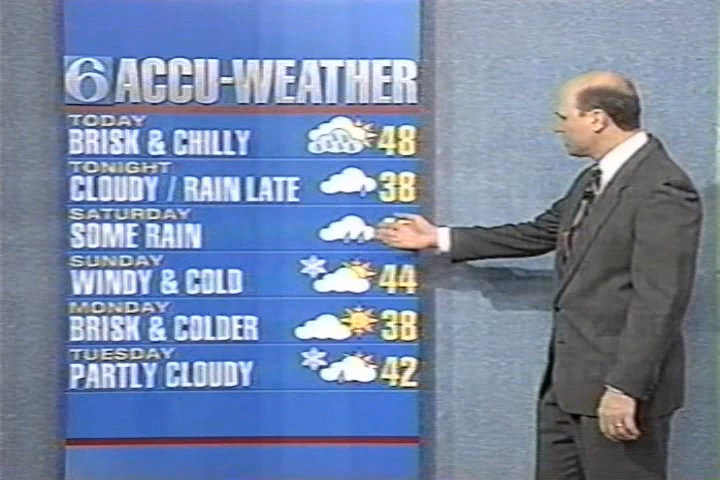 6 ACCU-WEATHER
TODAY
BRISK & CHILLY 48
TONIGHT
CLOUDY / RAIN LATE 38
SATURDAY
SOME RAIN
SUNDAY
WINDY & COLD 44
MONDAY
BRISK & COLDER 38
TUESDAY
PARTLY CLOUDY 42